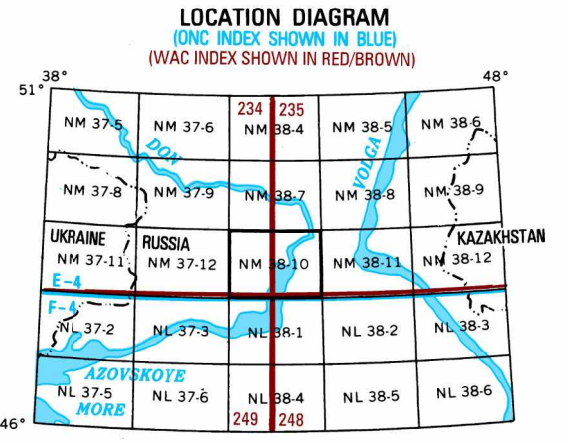 LOCATION DIAGRAM
(ONC INDEX SHOWN IN BLUE)
(WAC INDEX SHOWN IN RED/BROWN)
38° 48°
51°
234 235
NM 37-5 NM 37-6 NM 38-4 NM 38-5 NM 38-6
DON VOLGA
NM 37-8 NM 37-9 NM 38-7 NM 38-8 NM 38-9
UKRAINE RUSSIA KAZAKHSTAN
NM 37-11 NM 37-12 NM 38-10 NM 38-11 NM 38-12
E-4
F-4
NL 37-2 NL 37-3 NL 38-1 NL 38-2 NL 38-3
AZOVSKOYE
NL 37-5 NL 37-6 NL 38-4 NL 38-5 NL 38-6
MORE
46° 249 248